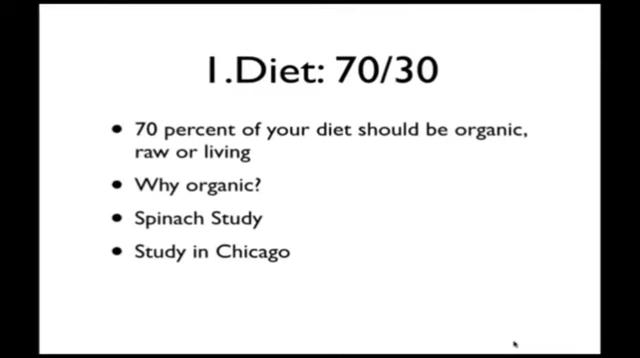 1.Diet: 70/30
• 70 percent of your diet should be organic,
raw or living
• Why organic?
• Spinach Study
• Study in Chicago